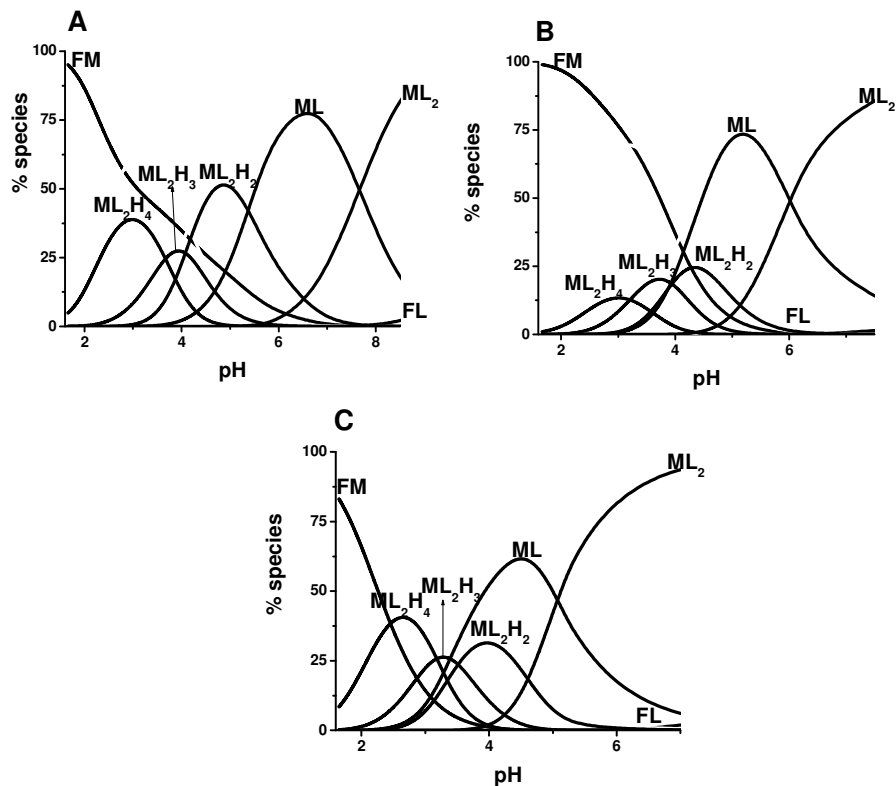 A
100
75
50
25
0
% species
FM
ML₂H₄
ML₂H₃
ML₂H₂
ML
ML₂
FL
2 4 6 8
pH
B
100
75
50
25
0
% species
FM
ML₂H₄
ML₂H₃
ML₂H₂
ML
ML₂
FL
2 4 6
pH
C
100
75
50
25
0
% species
FM
ML₂H₄
ML₂H₃
ML₂H₂
ML
ML₂
FL
2 4 6
pH